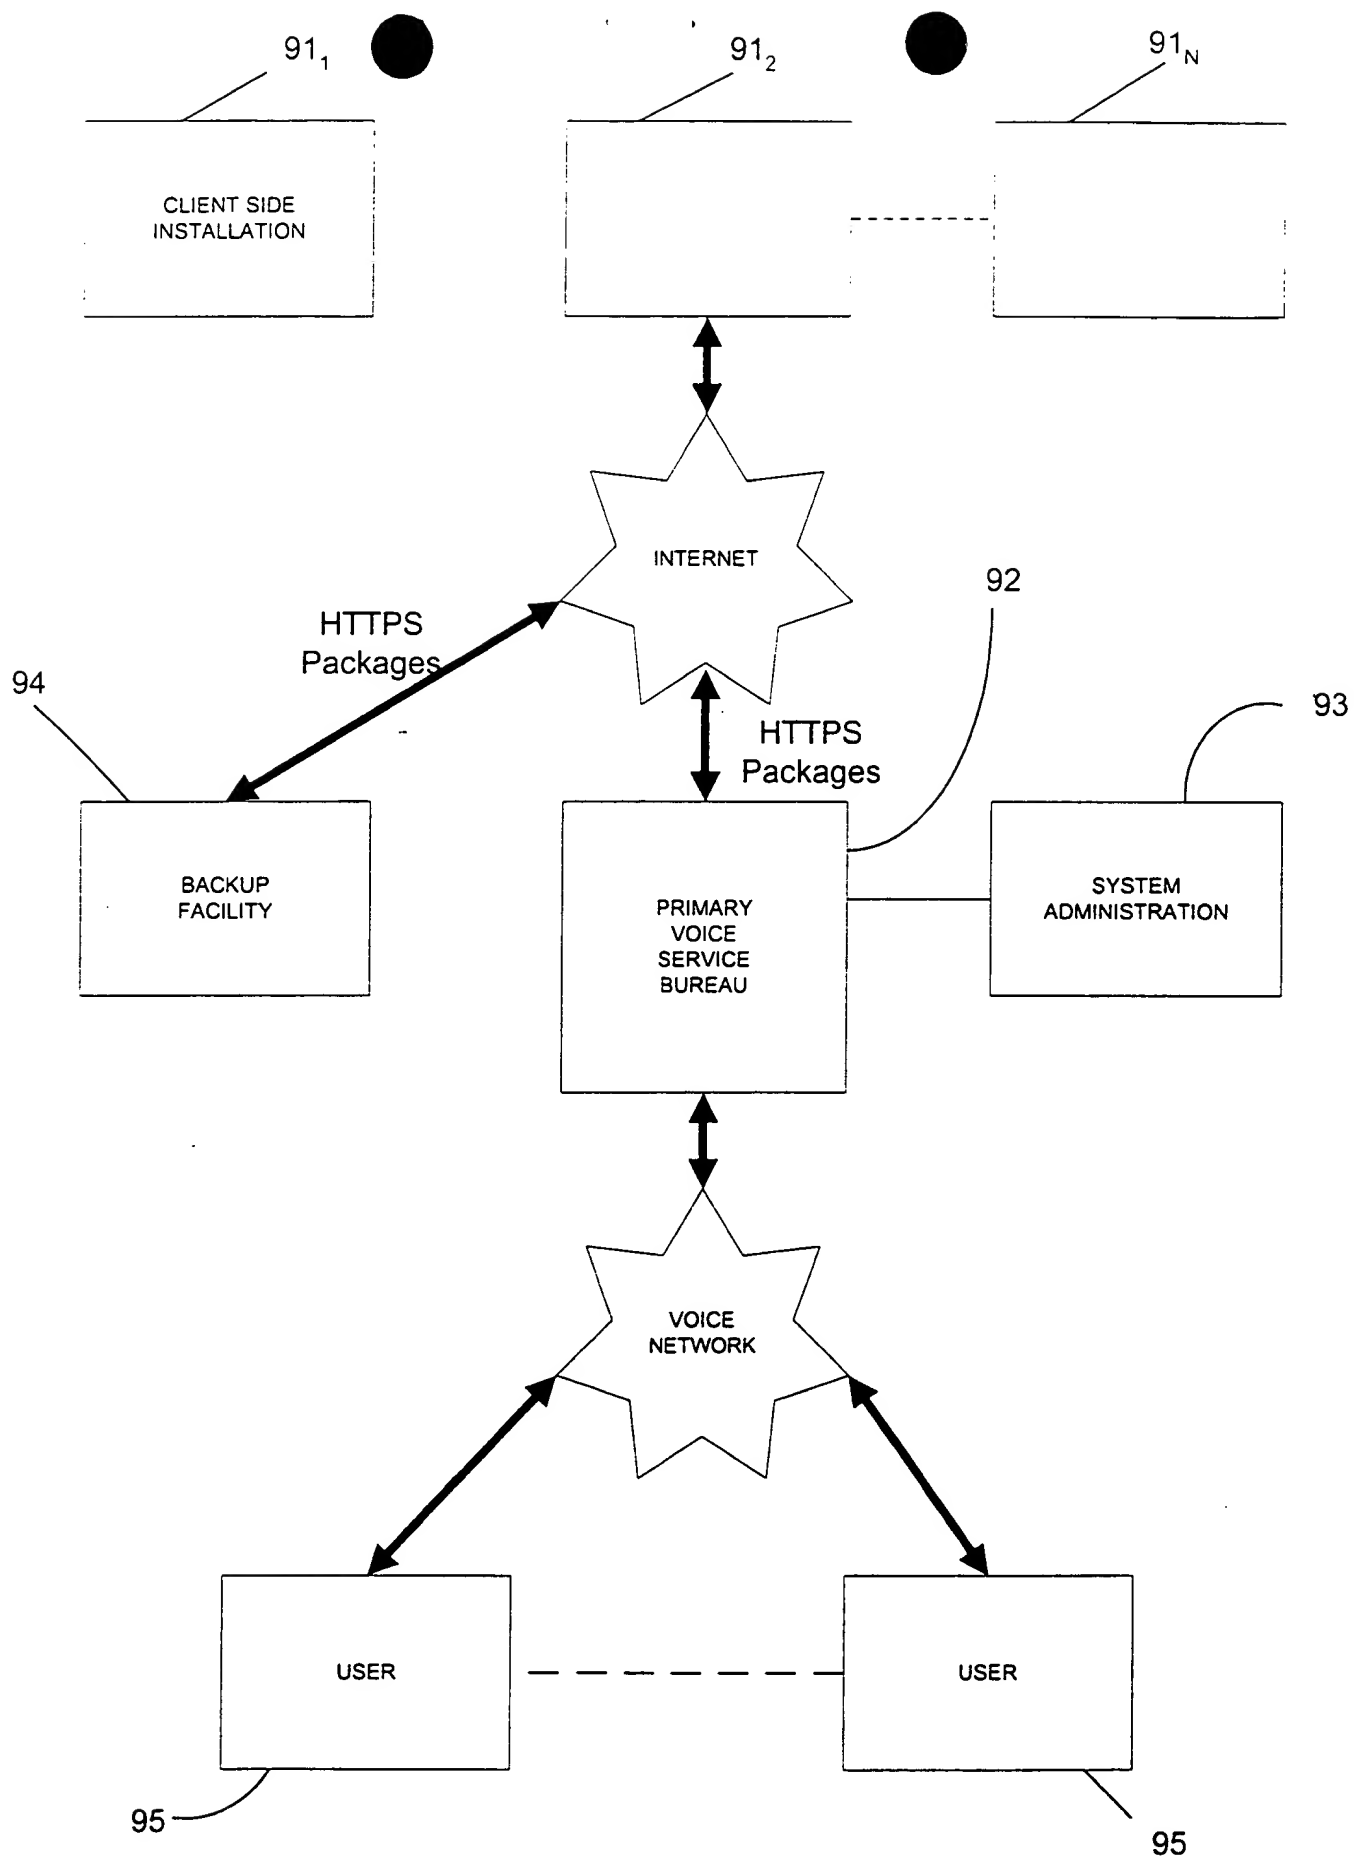 91₁
91₂
91N
CLIENT SIDE
INSTALLATION
INTERNET
92
HTTPS
Packages
94
93
HTTPS
Packages
BACKUP
FACILITY
PRIMARY
VOICE
SERVICE
BUREAU
SYSTEM
ADMINISTRATION
VOICE
NETWORK
USER
USER
95
95